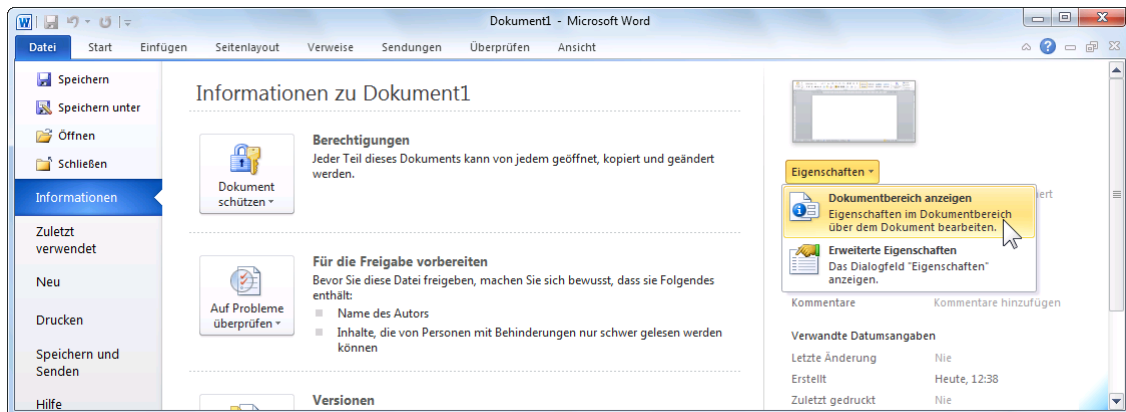 Dokument1 - Microsoft Word
Datei Start Einfügen Seitenlayout Verweise Sendungen Überprüfen Ansicht
Speichern
Speichern unter
Öffnen
Schließen
Informationen
Zuletzt
verwendet
Neu
Drucken
Speichern und
Senden
Hilfe
Informationen zu Dokument1
Dokument
schützen
Berechtigungen
Jeder Teil dieses Dokuments kann von jedem geöffnet, kopiert und geändert
werden.
Auf Probleme
überprüfen
Für die Freigabe vorbereiten
Bevor Sie diese Datei freigeben, machen Sie sich bewusst, dass sie Folgendes
enthält:
Name des Autors
Inhalte, die von Personen mit Behinderungen nur schwer gelesen werden
können
Versionen
Eigenschaften
Dokumentbereich anzeigen
Eigenschaften im Dokumentbereich
über dem Dokument bearbeiten.
Erweiterte Eigenschaften
Das Dialogfeld "Eigenschaften"
anzeigen.
Kommentare Kommentare hinzufügen
Verwandte Datumsangaben
Letzte Änderung Nie
Erstellt Heute, 12:38
Zuletzt gedruckt Nie